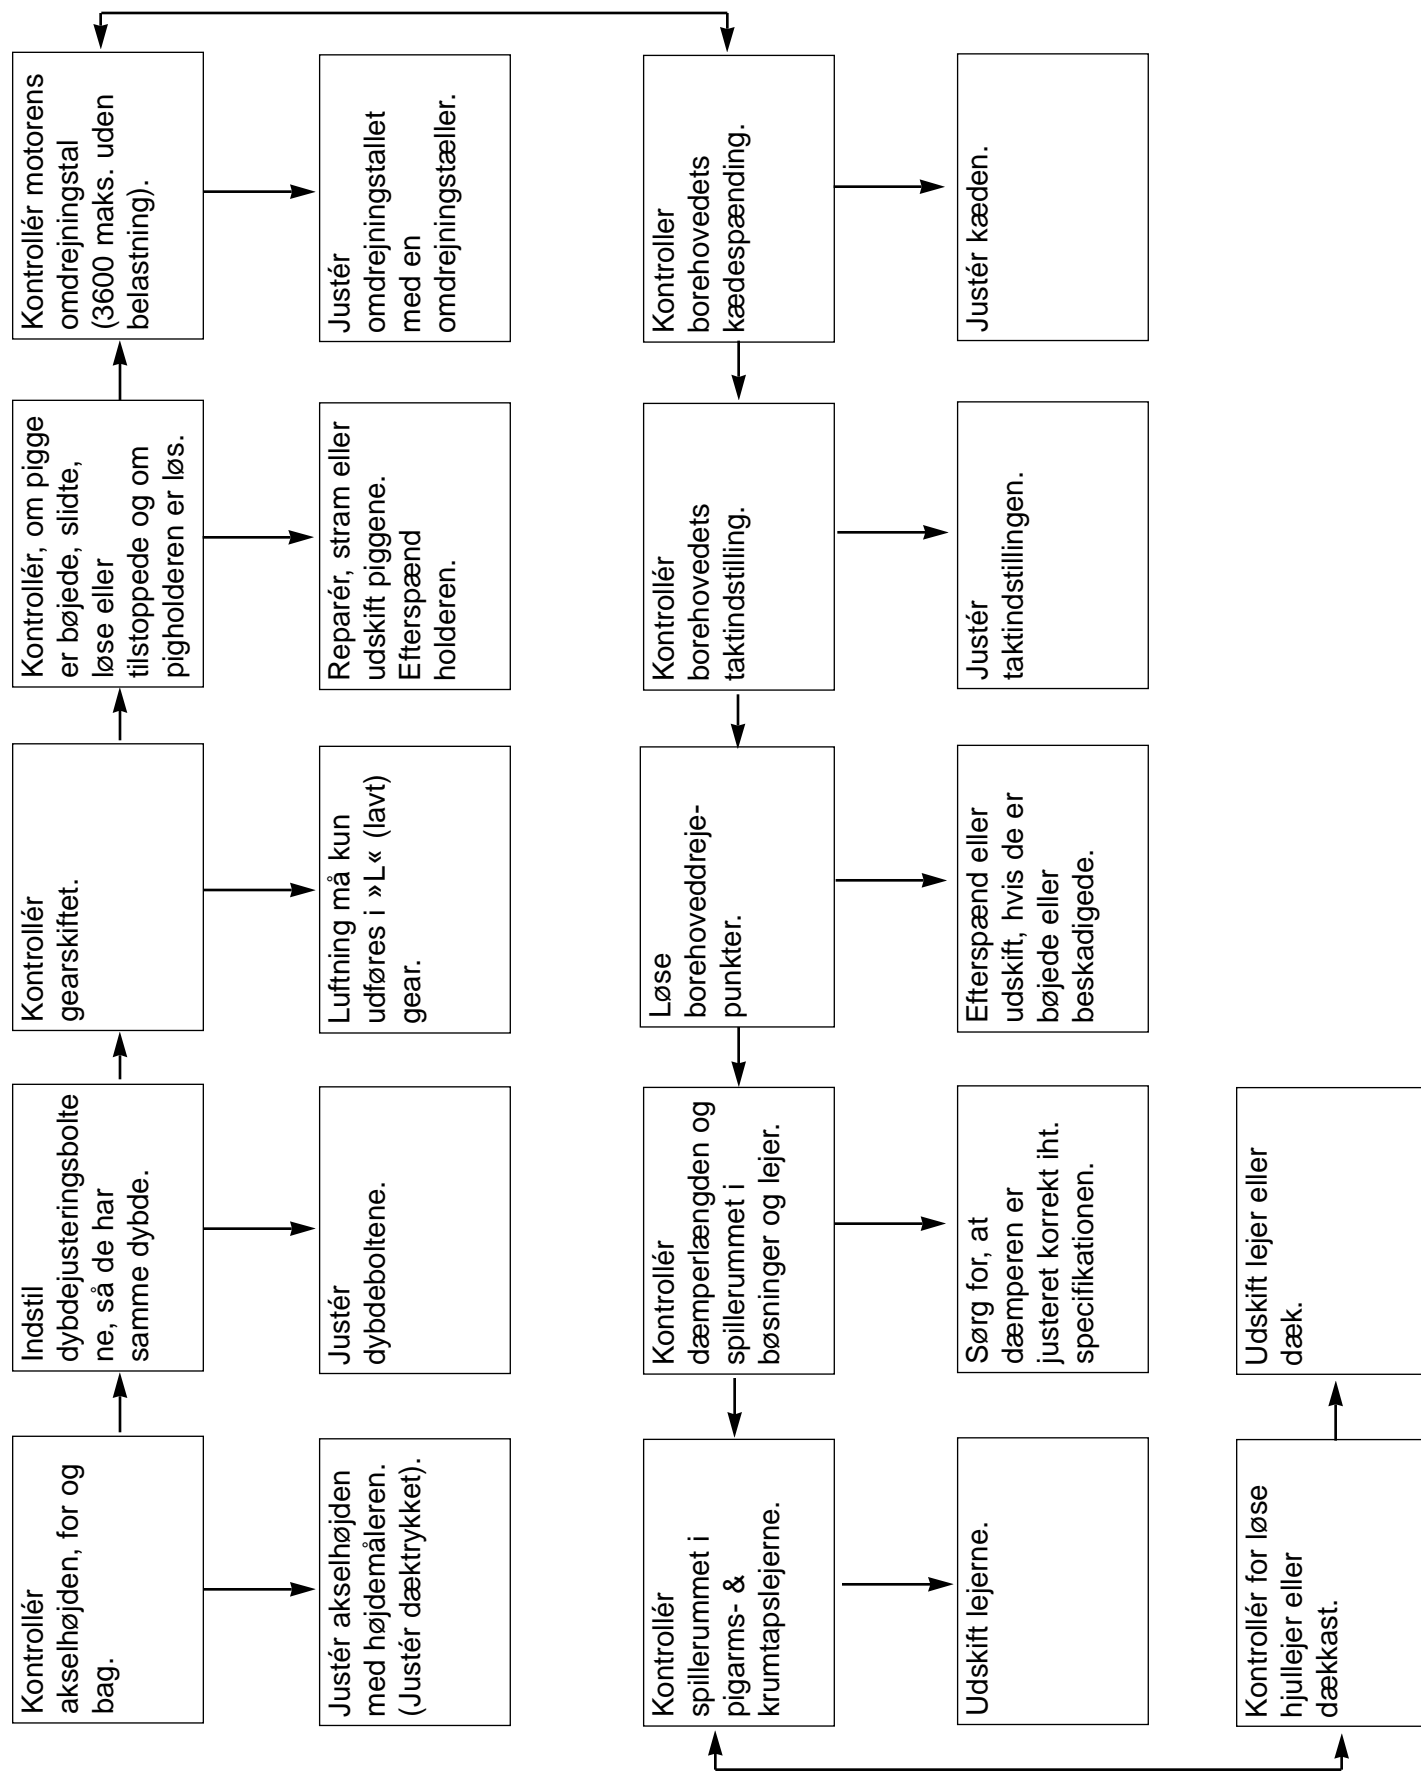 Kontrollér
akselhøjden, for og
bag.
Indstil
dybdejusteringsbolte
ne, så de har
samme dybde.
Kontrollér
gearskiftet.
Kontrollér, om pigge
er bøjede, slidte,
løse eller
tilstoppede og om
pigholderen er løs.
Kontrollér motorens
omdrejningstal
(3600 maks. uden
belastning).
Justér akselhøjden
med højdemåleren.
(Justér dæktrykket).
Justér
dybdeboltene.
Luftning må kun
udføres i »L« (lavt)
gear.
Reparér, stram eller
udskift piggene.
Efterspænd
holderen.
Justér
omdrejningstallet
med en
omdrejningstæller.
Kontrollér
spillerummet i
pigarms- &
krumtapslejerne.
Kontrollér
dæmperlængden og
spillerummet i
bøsninger og lejer.
Løse
borehoveddreje-
punkter.
Kontrollér
borehovedets
taktindstilling.
Kontroller
borehovedets
kædespænding.
Udskift lejerne.
Sørg for, at
dæmperen er
justeret korrekt iht.
specifikationen.
Efterspænd eller
udskift, hvis de er
bøjede eller
beskadigede.
Justér
taktindstillingen.
Justér kæden.
Kontrollér for løse
hjullejer eller
dækkast.
Udskift lejer eller
dæk.